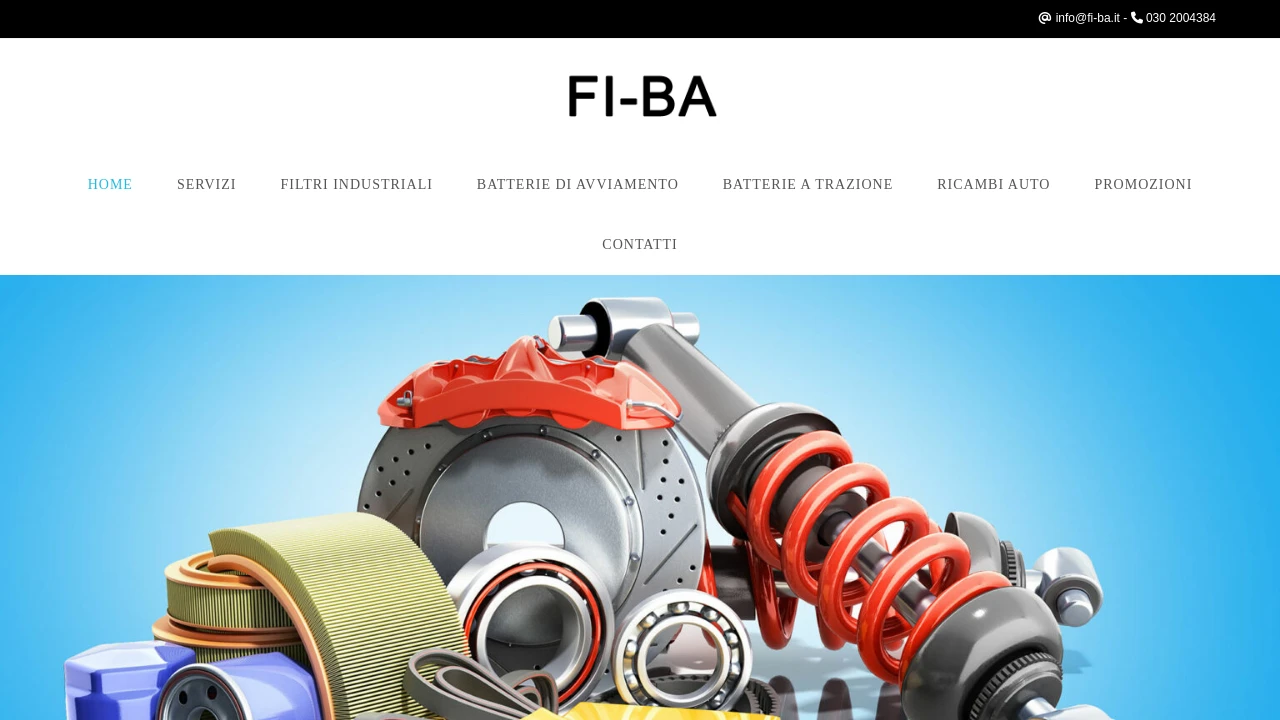 info@fi-ba.it - 030 2004384
FI-BA
HOME SERVIZI FILTRI INDUSTRIALI BATTERIE DI AVVIAMENTO BATTERIE A TRAZIONE RICAMBI AUTO PROMOZIONI
CONTATTI